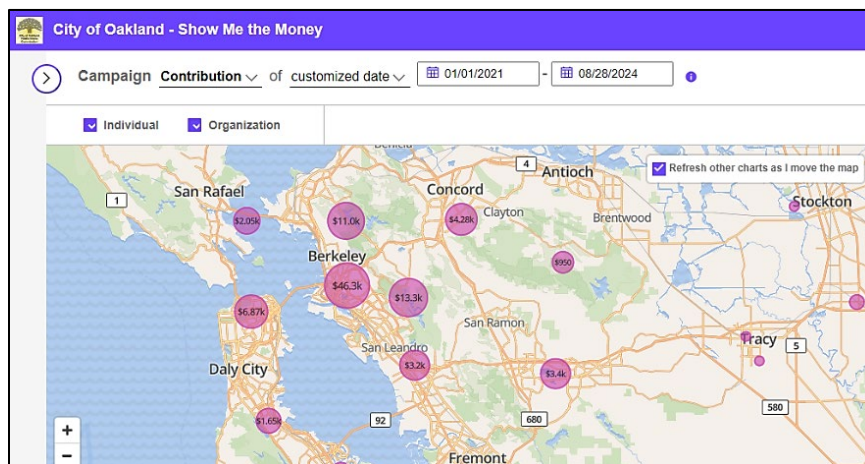 City of Oakland - Show Me the Money
Campaign Contribution of customized date 01/01/2021 - 08/28/2024
Individual Organization
Refresh other charts as I move the map
4
Antioch
San Rafael
Concord
1
Stockton
$2.05k
$11.0k
$4.28k
Clayton
Brentwood
Berkeley
$950
$46.3k
$13.3k
$6.87k
San Ramon
San Leandro
Tracy
5
Daly City
$3.2k
$3.4k
580
$1.65k
92
680
+
Fremont
-